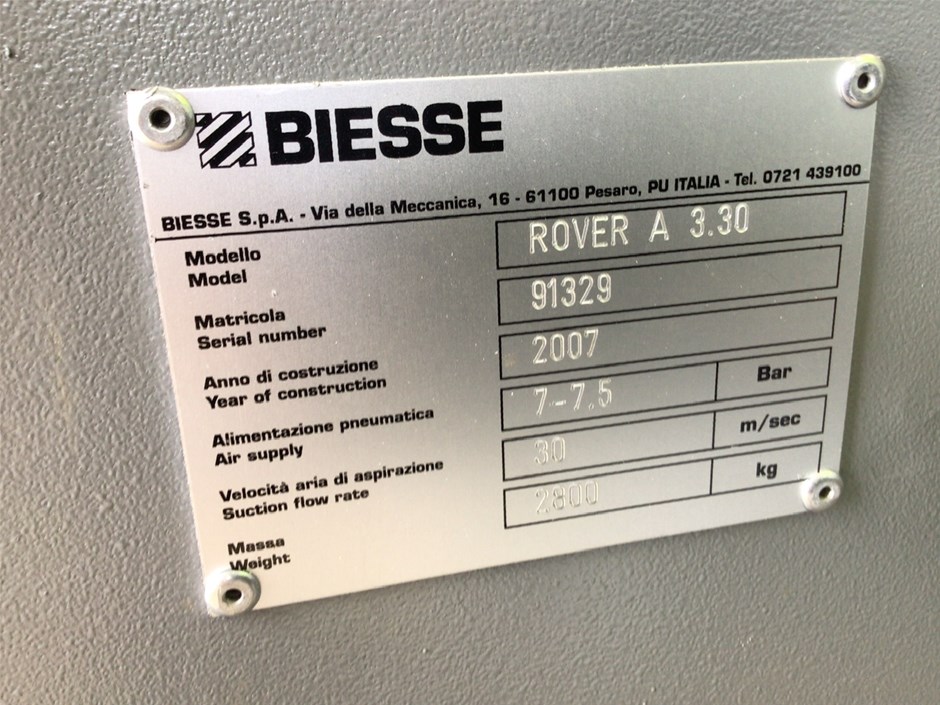 BIESSE
BIESSE S.p.A. - Via della Meccanica, 16 - 61100 Pesaro, PU ITALIA - Tel. 0721 439100
Modello
Model
ROVER A 3.30
Matricola
Serial number
91329
Anno di costruzione
Year of construction
2007
Alimentazione pneumatica
Air supply
7-7.5 Bar
Velocità aria di aspirazione
Suction flow rate
30 m/sec
Massa
Weight
2800 kg